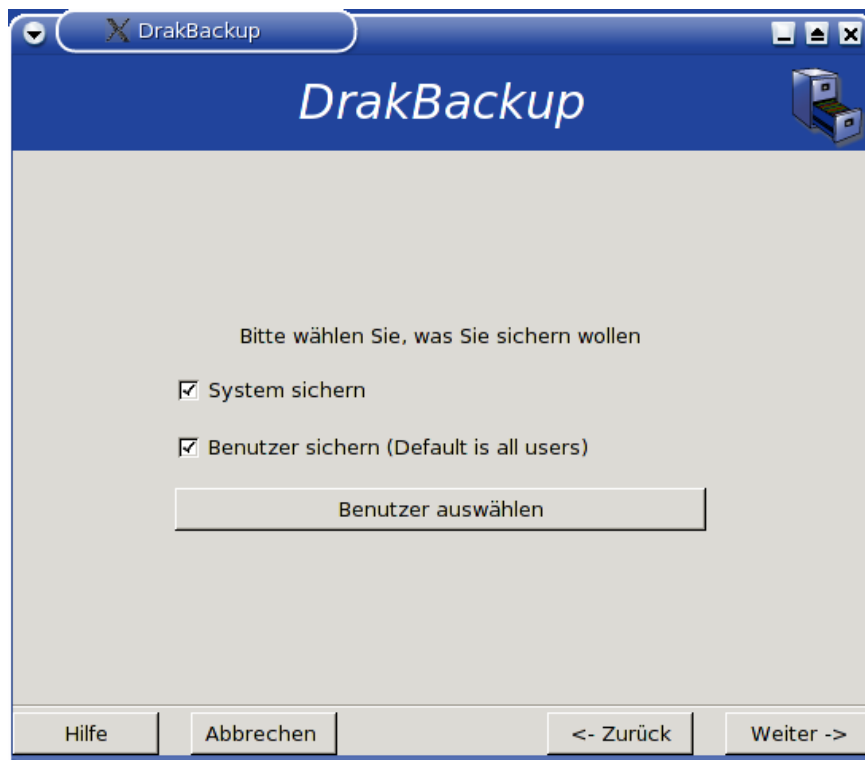 DrakBackup
DrakBackup
Bitte wählen Sie, was Sie sichern wollen
System sichern
Benutzer sichern (Default is all users)
Benutzer auswählen
Hilfe
Abbrechen
<- Zurück
Weiter ->